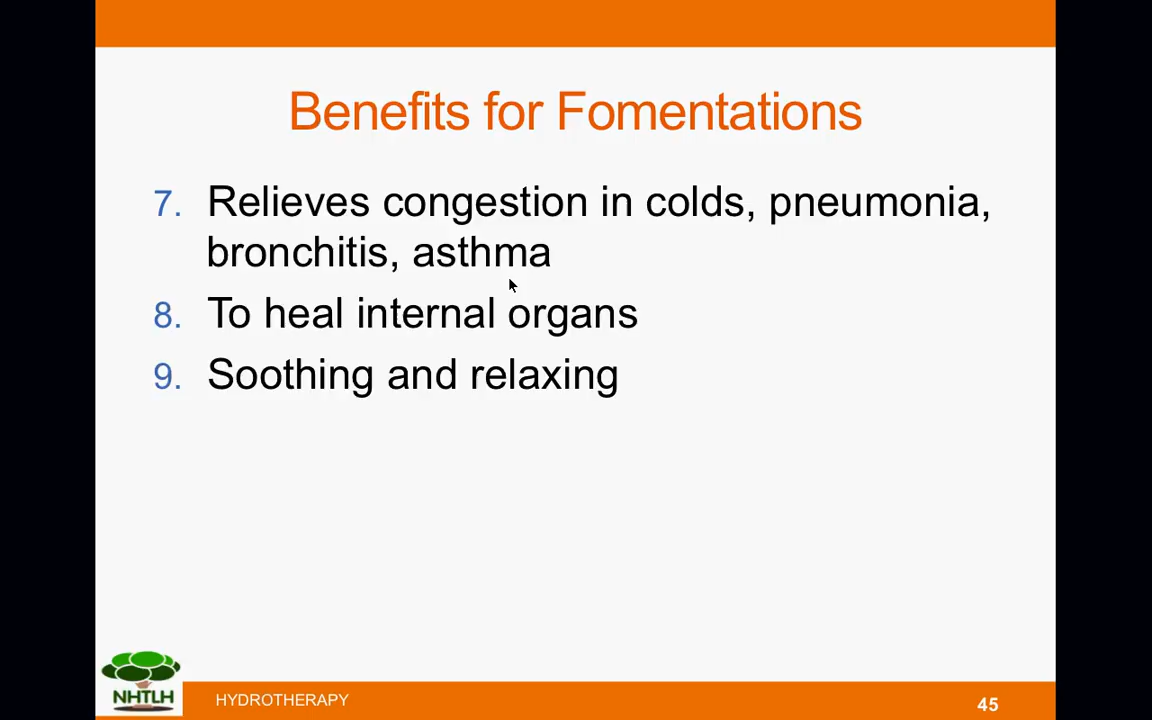 Benefits for Fomentations
7. Relieves congestion in colds, pneumonia,
bronchitis, asthma
8. To heal internal organs
9. Soothing and relaxing
NHTLH
HYDROTHERAPY
45